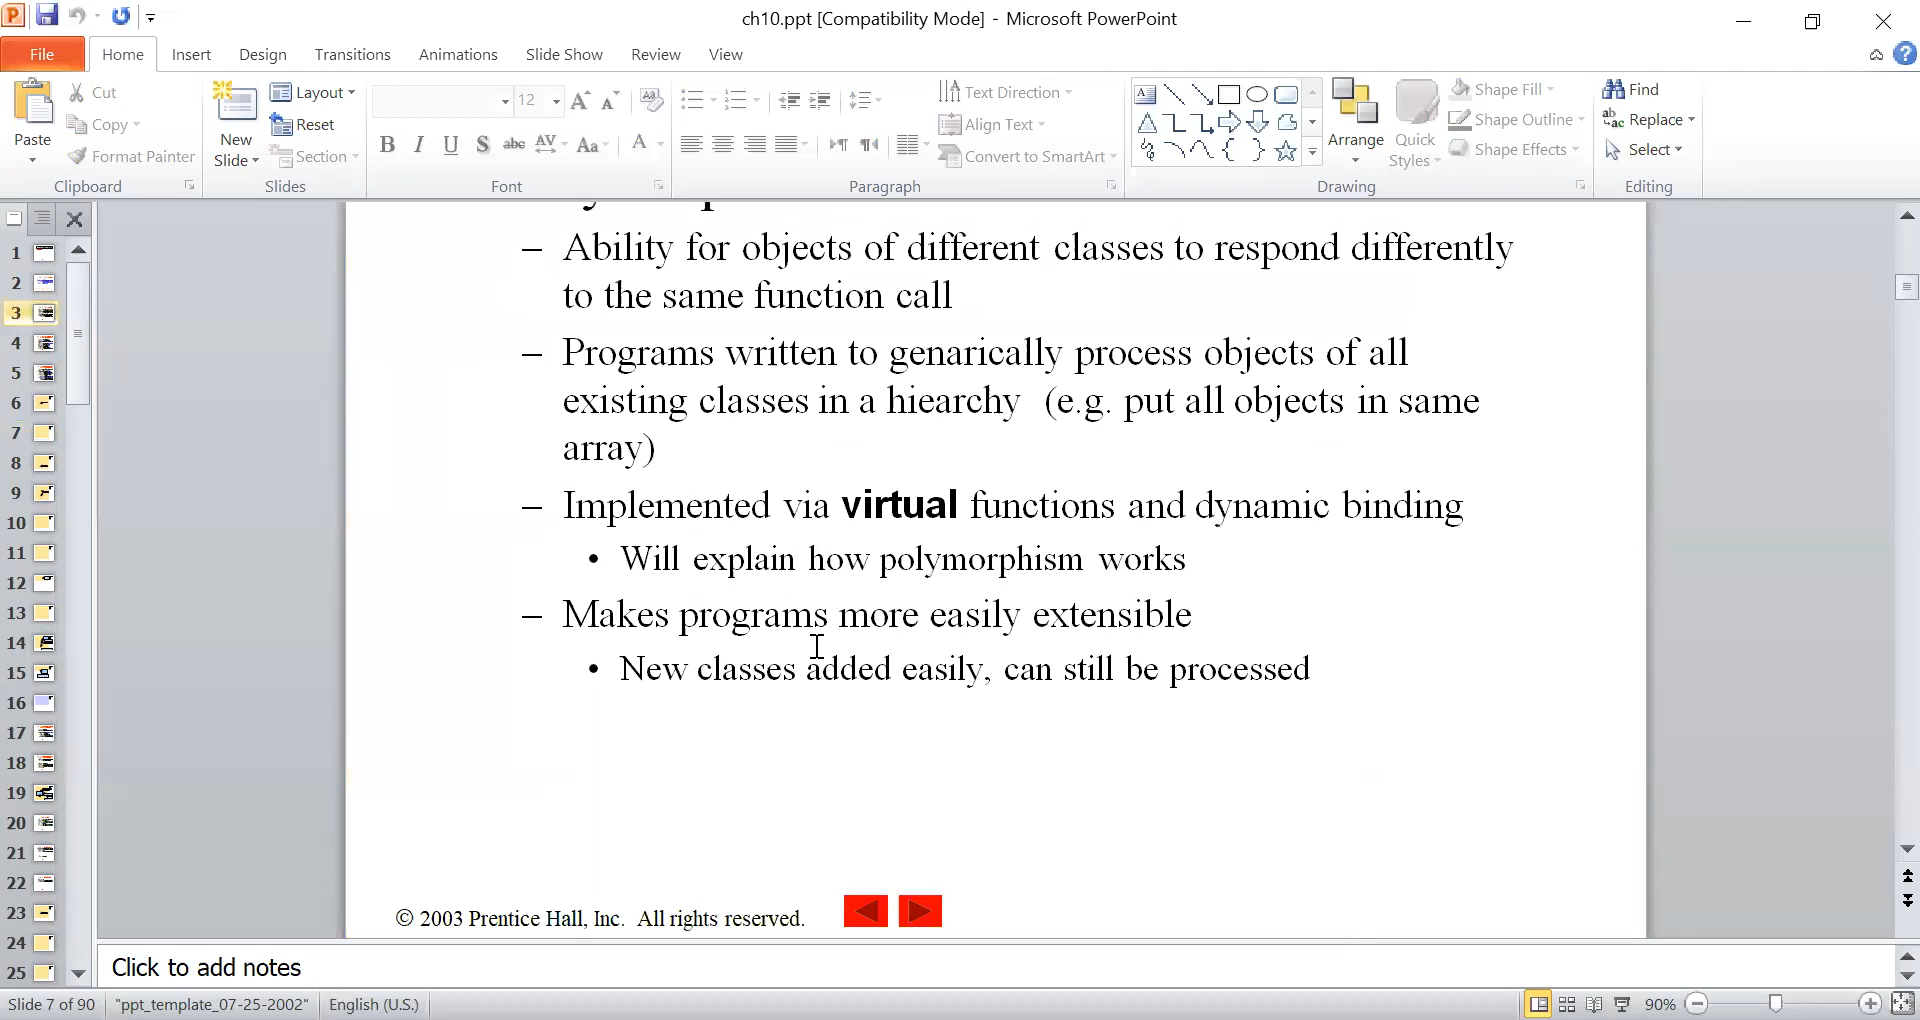 ch10.ppt [Compatibility Mode] - Microsoft PowerPoint
File Home Insert Design Transitions Animations Slide Show Review View
Paste
Cut
Copy
Format Painter
Clipboard
New
Slide
Layout
Reset
Section
Slides
12
B I U S abc AV Aa A
Font
Paragraph
Text Direction
Align Text
Convert to SmartArt
Arrange
Quick
Styles
Shape Fill
Shape Outline
Shape Effects
Drawing
Find
Replace
Select
Editing
1
2
3
4
5
6
7
8
9
10
11
12
13
14
15
16
17
18
19
20
21
22
23
24
25
– Ability for objects of different classes to respond differently
to the same function call
– Programs written to genarically process objects of all
existing classes in a hiearchy (e.g. put all objects in same
array)
– Implemented via virtual functions and dynamic binding
• Will explain how polymorphism works
– Makes programs more easily extensible
• New classes added easily, can still be processed
© 2003 Prentice Hall, Inc. All rights reserved.
Click to add notes
Slide 7 of 90 "ppt_template_07-25-2002" English (U.S.) 90%